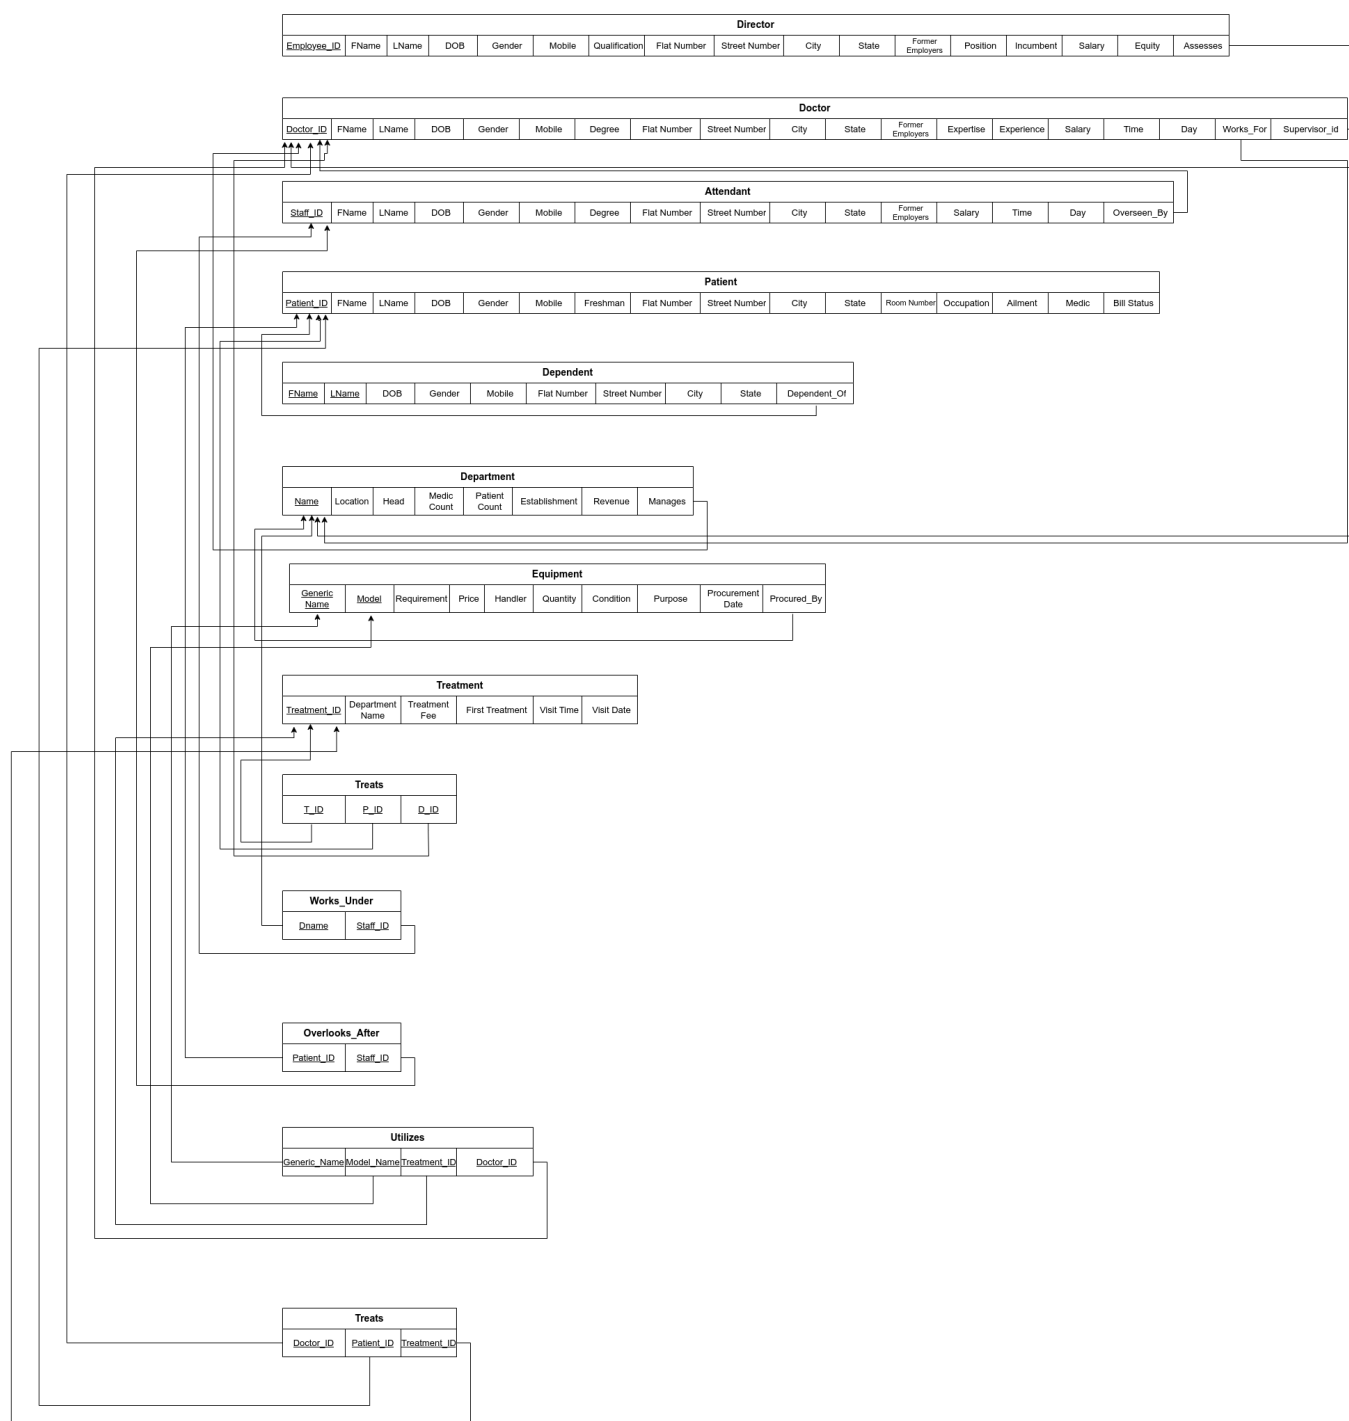 Director
Employee_ID FName LName DOB Gender Mobile Qualification Flat Number Street Number City State Former Employers Position Incumbent Salary Equity Assesses
Doctor
Doctor_ID FName LName DOB Gender Mobile Degree Flat Number Street Number City State Former Employers Expertise Experience Salary Time Day Works_For Supervisor_id
Attendant
Staff_ID FName LName DOB Gender Mobile Degree Flat Number Street Number City State Former Employers Salary Time Day Overseen_By
Patient
Patient_ID FName LName DOB Gender Mobile Freshman Flat Number Street Number City State Room Number Occupation Ailment Medic Bill Status
Dependent
FName LName DOB Gender Mobile Flat Number Street Number City State Dependent_Of
Department
Name Location Head Medic Count Patient Count Establishment Revenue Manages
Equipment
Generic Name Model Requirement Price Handler Quantity Condition Purpose Procurement Date Procured_By
Treatment
Treatment_ID Department Name Treatment Fee First Treatment Visit Time Visit Date
Treats
T_ID P_ID D_ID
Works_Under
Dname Staff_ID
Overlooks_After
Patient_ID Staff_ID
Utilizes
Generic_Name Model_Name Treatment_ID Doctor_ID
Treats
Doctor_ID Patient_ID Treatment_ID